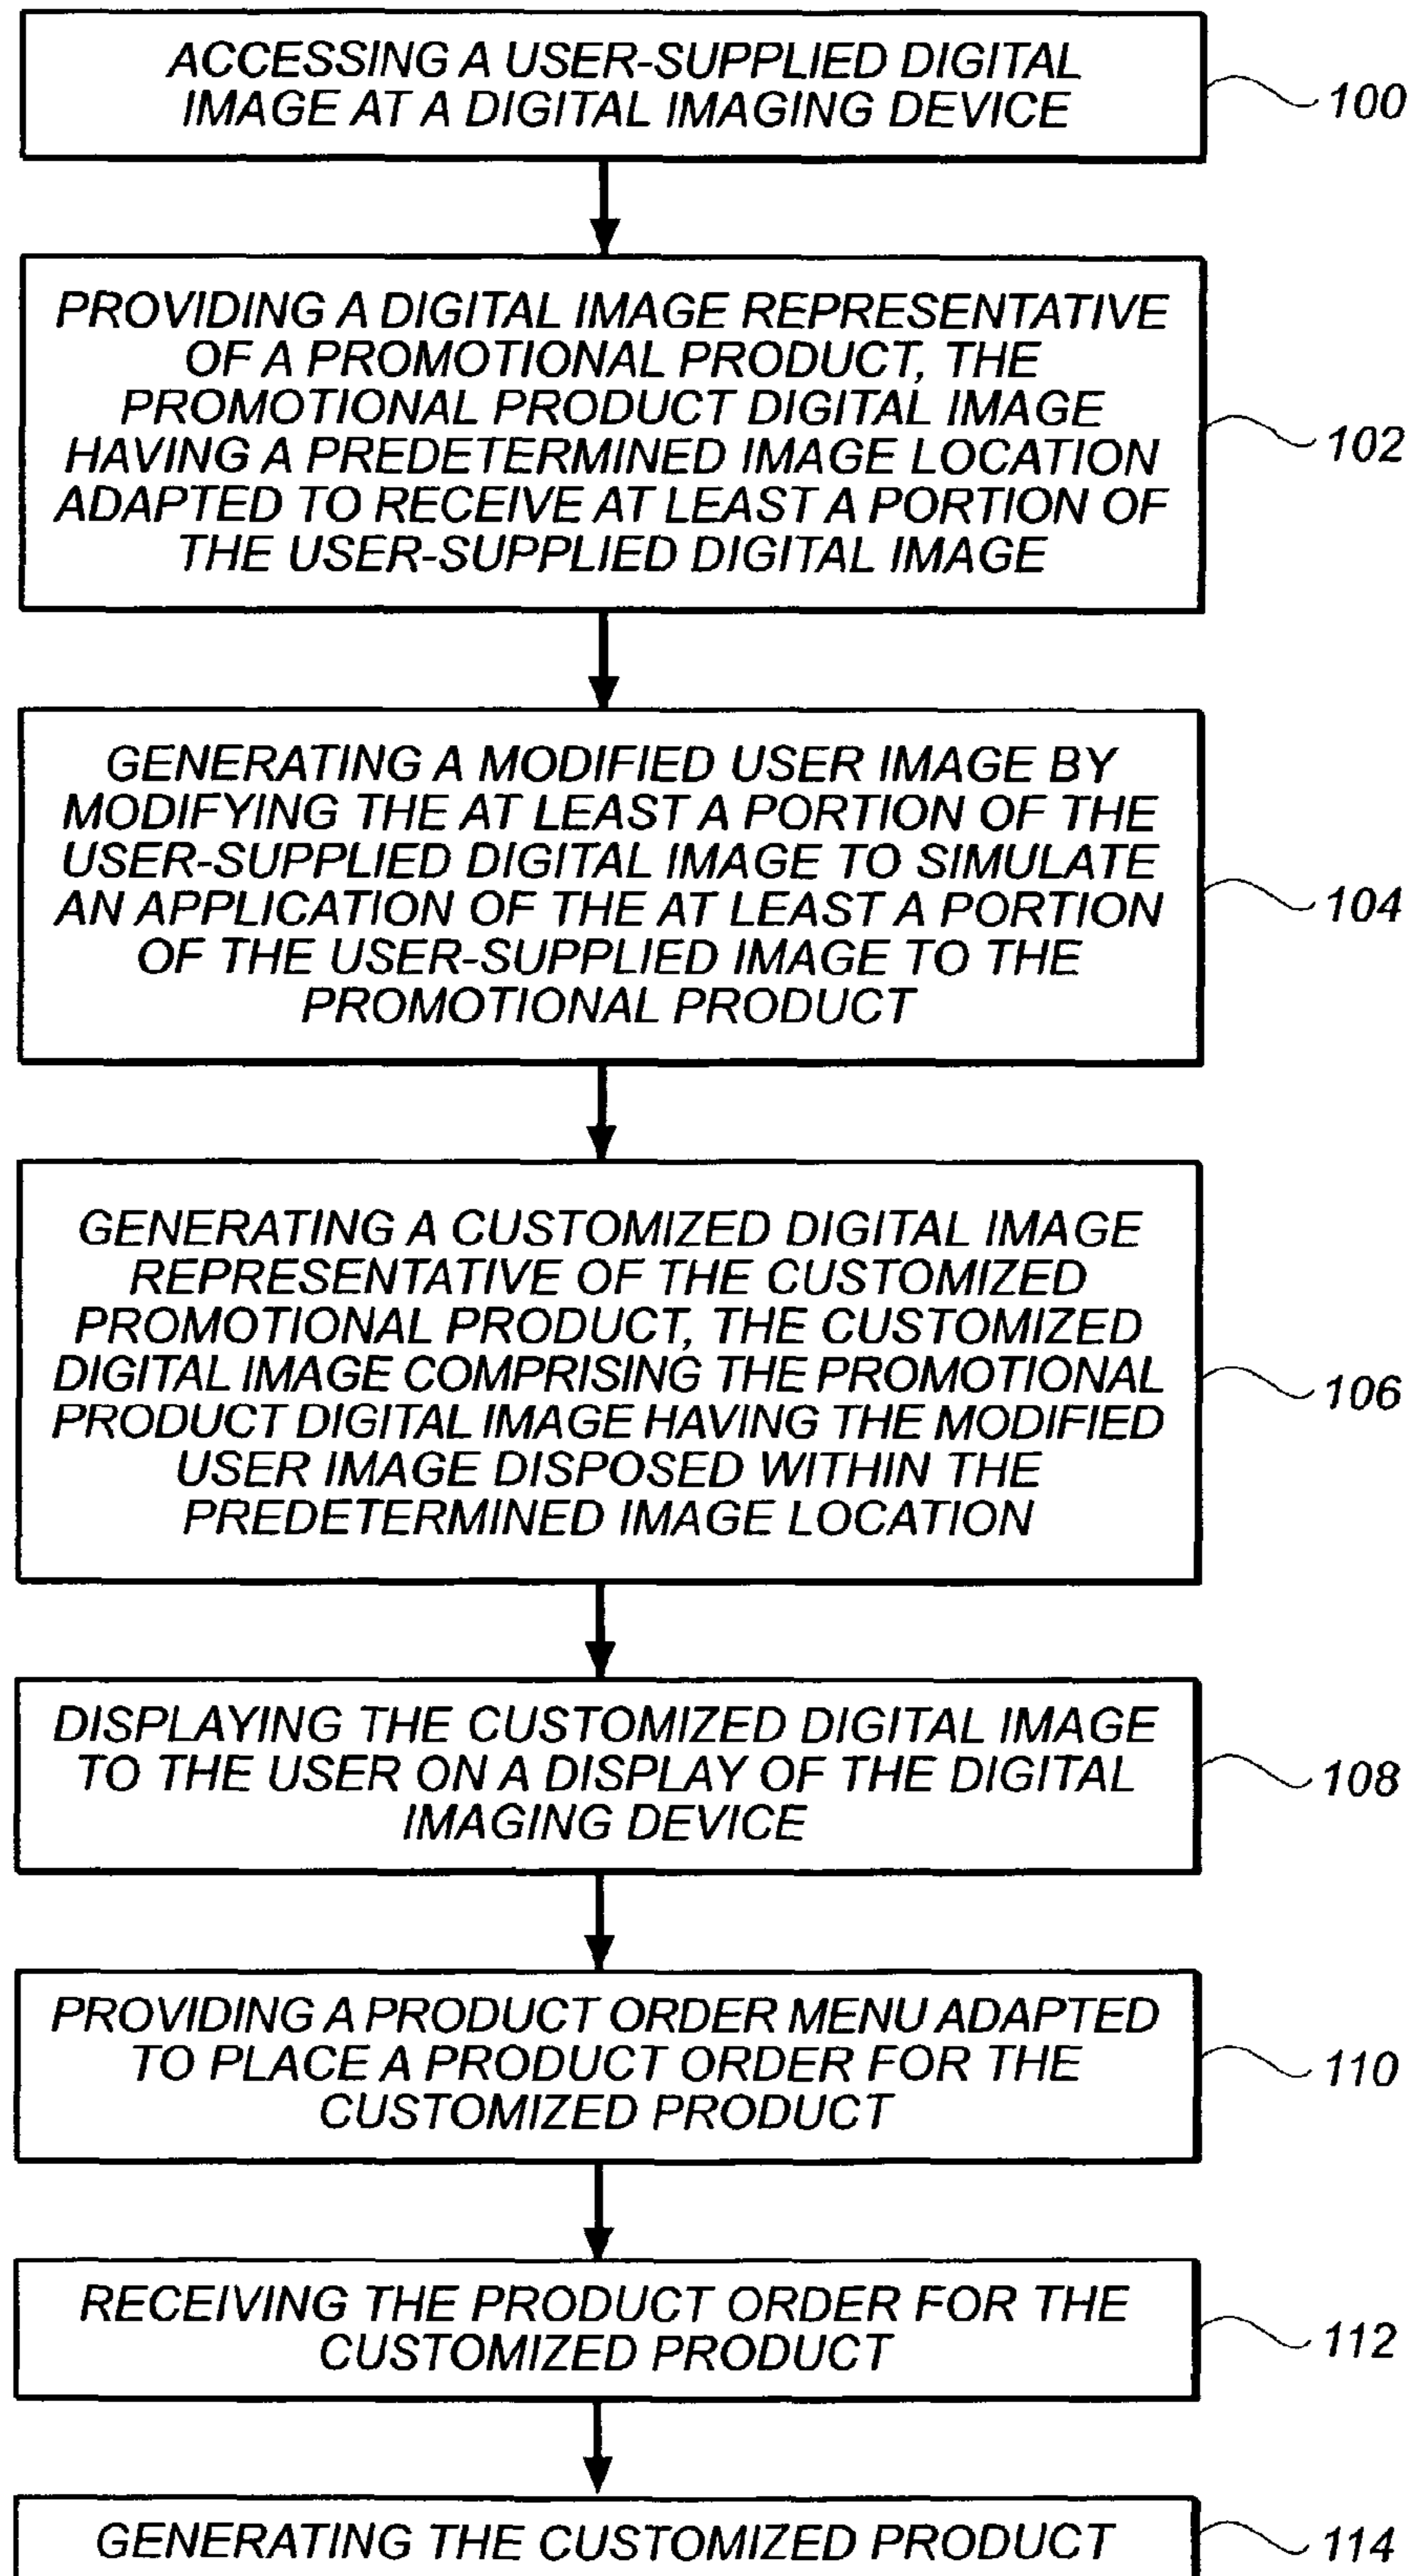 ACCESSING A USER-SUPPLIED DIGITAL
IMAGE AT A DIGITAL IMAGING DEVICE
100
PROVIDING A DIGITAL IMAGE REPRESENTATIVE
OF A PROMOTIONAL PRODUCT, THE
PROMOTIONAL PRODUCT DIGITAL IMAGE
HAVING A PREDETERMINED IMAGE LOCATION
ADAPTED TO RECEIVE AT LEAST A PORTION OF
THE USER-SUPPLIED DIGITAL IMAGE
102
GENERATING A MODIFIED USER IMAGE BY
MODIFYING THE AT LEAST A PORTION OF THE
USER-SUPPLIED DIGITAL IMAGE TO SIMULATE
AN APPLICATION OF THE AT LEAST A PORTION
OF THE USER-SUPPLIED IMAGE TO THE
PROMOTIONAL PRODUCT
104
GENERATING A CUSTOMIZED DIGITAL IMAGE
REPRESENTATIVE OF THE CUSTOMIZED
PROMOTIONAL PRODUCT, THE CUSTOMIZED
DIGITAL IMAGE COMPRISING THE PROMOTIONAL
PRODUCT DIGITAL IMAGE HAVING THE MODIFIED
USER IMAGE DISPOSED WITHIN THE
PREDETERMINED IMAGE LOCATION
106
DISPLAYING THE CUSTOMIZED DIGITAL IMAGE
TO THE USER ON A DISPLAY OF THE DIGITAL
IMAGING DEVICE
108
PROVIDING A PRODUCT ORDER MENU ADAPTED
TO PLACE A PRODUCT ORDER FOR THE
CUSTOMIZED PRODUCT
110
RECEIVING THE PRODUCT ORDER FOR THE
CUSTOMIZED PRODUCT
112
GENERATING THE CUSTOMIZED PRODUCT
114